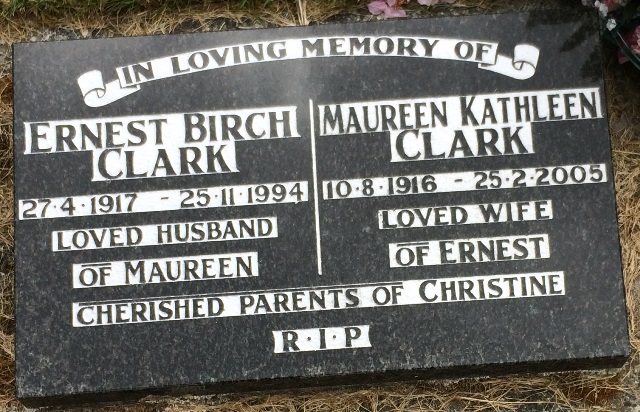 IN LOVING MEMORY OF
ERNEST BIRCH
CLARK
27·4·1917 - 25·11·1994
LOVED HUSBAND
OF MAUREEN
MAUREEN KATHLEEN
CLARK
10·8·1916 - 25·2·2005
LOVED WIFE
OF ERNEST
CHERISHED PARENTS OF CHRISTINE
R·I·P